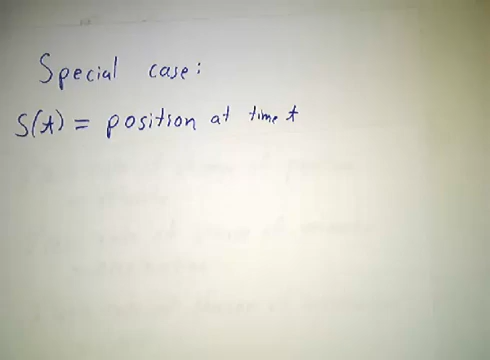 Special case:
S(t) = position at time t